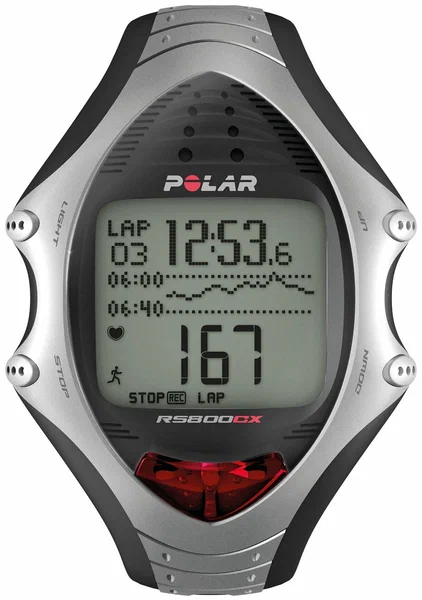 POLAR
LIGHT
UP
LAP
03 12:53.6
06:00
06:40
167
STOP REC LAP
STOP
DOWN
RS800CX